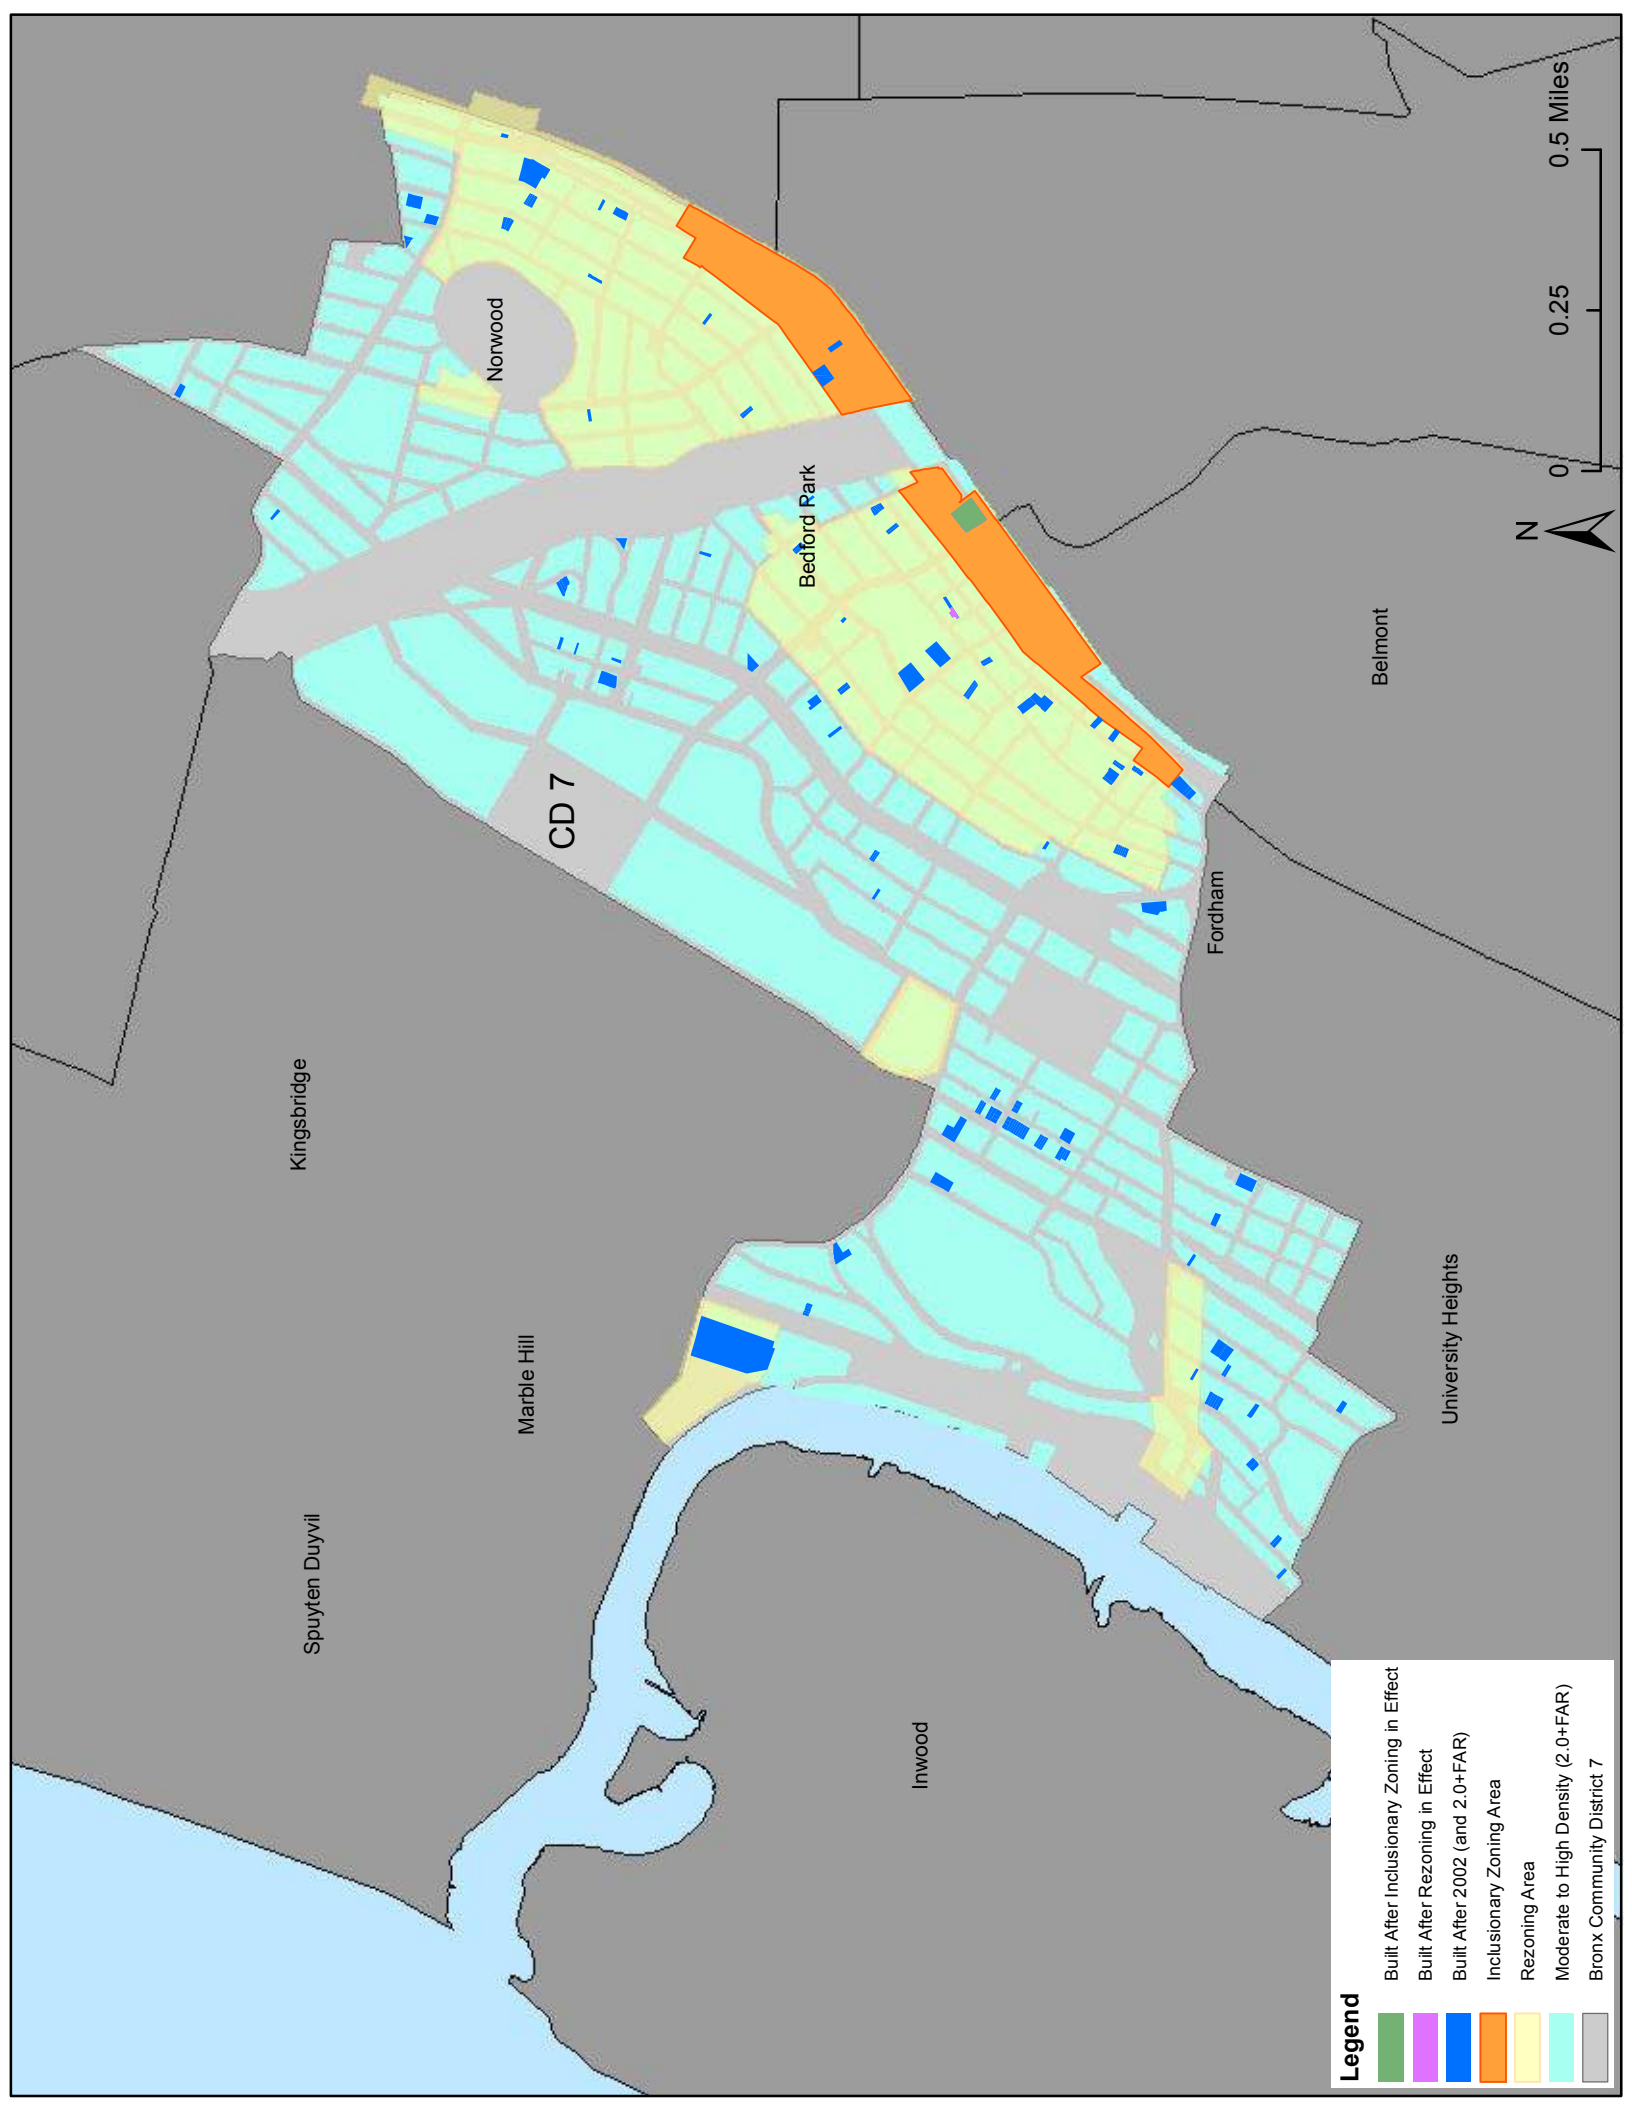 Spuyten Duyvil
Kingsbridge
Norwood
Marble Hill
CD 7
Bedford Park
Inwood
Fordham
Belmont
University Heights
N
0 0.25 0.5 Miles
Legend
Built After Inclusionary Zoning in Effect
Built After Rezoning in Effect
Built After 2002 (and 2.0+FAR)
Inclusionary Zoning Area
Rezoning Area
Moderate to High Density (2.0+FAR)
Bronx Community District 7